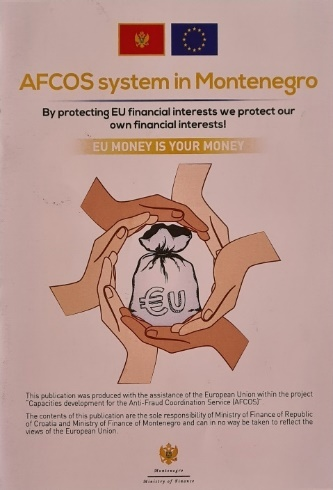 AFCOS system in Montenegro
By protecting EU financial interests we protect our
own financial interests!
EU MONEY IS YOUR MONEY
€U
This publication was produced with the assistance of the European Union within the project
"Capacities development for the Anti-Fraud Coordination Service (AFCOS)"
The contents of this publication are the sole responsibility of Ministry of Finance of Republic
of Croatia and Ministry of Finance of Montenegro and can in no way be taken to reflect the
views of the European Union.
Montenegro
Ministry of Finance